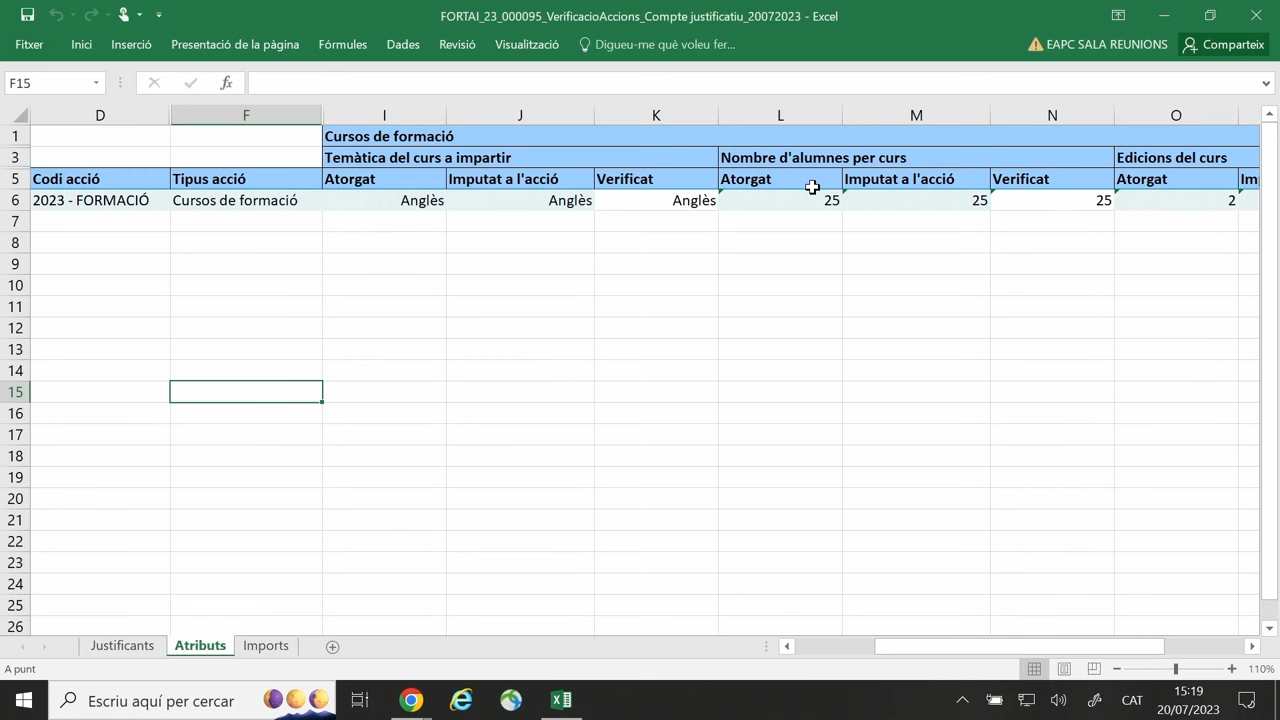 FORTAI_23_000095_VerificacioAccions_Compte justificatiu_20072023 - Excel
Fitxer Inici Inserció Presentació de la pàgina Fórmules Dades Revisió Visualització Digueu-me què voleu fer... EAPC SALA REUNIONS Comparteix
F15 fx
D F I J K L M N O
1 Cursos de formació
3 Temàtica del curs a impartir Nombre d'alumnes per curs Edicions del curs
5 Codi acció Tipus acció Atorgat Imputat a l'acció Verificat Atorgat Imputat a l'acció Verificat Atorgat Im
6 2023 - FORMACIÓ Cursos de formació Anglès Anglès Anglès 25 25 25 2
7
8
9
10
11
12
13
14
15
16
17
18
19
20
21
22
23
24
25
26
Justificants Atributs Imports
A punt 110%
Escriu aquí per cercar CAT 15:19
20/07/2023